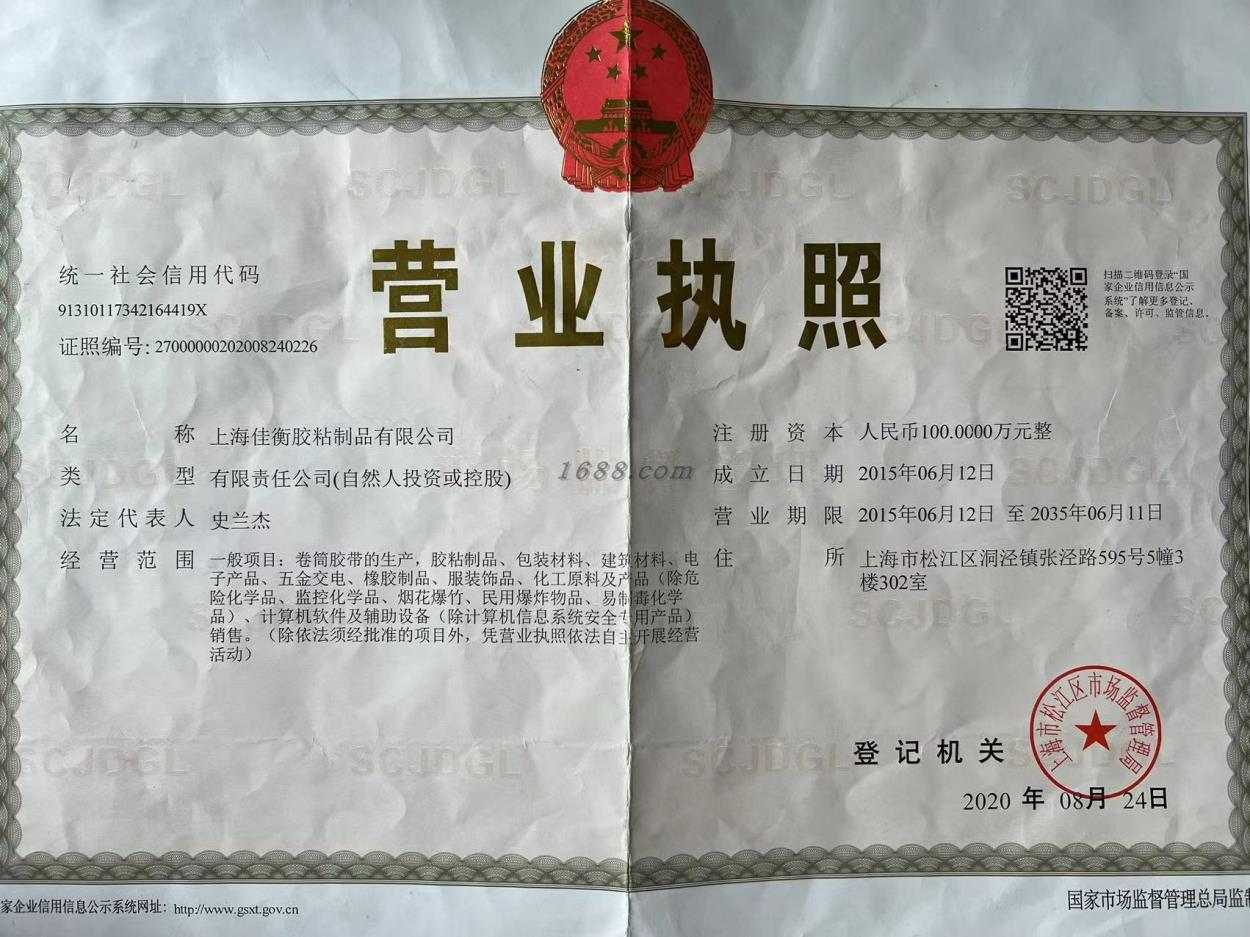 营业执照
统一社会信用代码
91310117342164419X
证照编号: 27000000202008240226
扫描二维码登录“国
家企业信用信息公示
系统”了解更多登记、
备案、许可、监管信息。
名称 上海佳衡胶粘制品有限公司
类型 有限责任公司(自然人投资或控股)
法定代表人 史兰杰
经营范围 一般项目：卷筒胶带的生产，胶粘制品、包装材料、建筑材料、电
子产品、五金交电、橡胶制品、服装饰品、化工原料及产品（除危
险化学品、监控化学品、烟花爆竹、民用爆炸物品、易制毒化学
品）、计算机软件及辅助设备（除计算机信息系统安全专用产品）
销售。（除依法须经批准的项目外，凭营业执照依法自主开展经营
活动）
1688.com
注册资本 人民币100.0000万元整
成立日期 2015年06月12日
营业期限 2015年06月12日 至 2035年06月11日
住所 上海市松江区洞泾镇张泾路595号5幢3
楼302室
登记机关
上海市松江区市场监督管理局
2020 年 08月 24日
SCJDGL SCJDGL SCJDGL SCJDGL
家企业信用信息公示系统网址: http://www.gsxt.gov.cn
国家市场监督管理总局监制